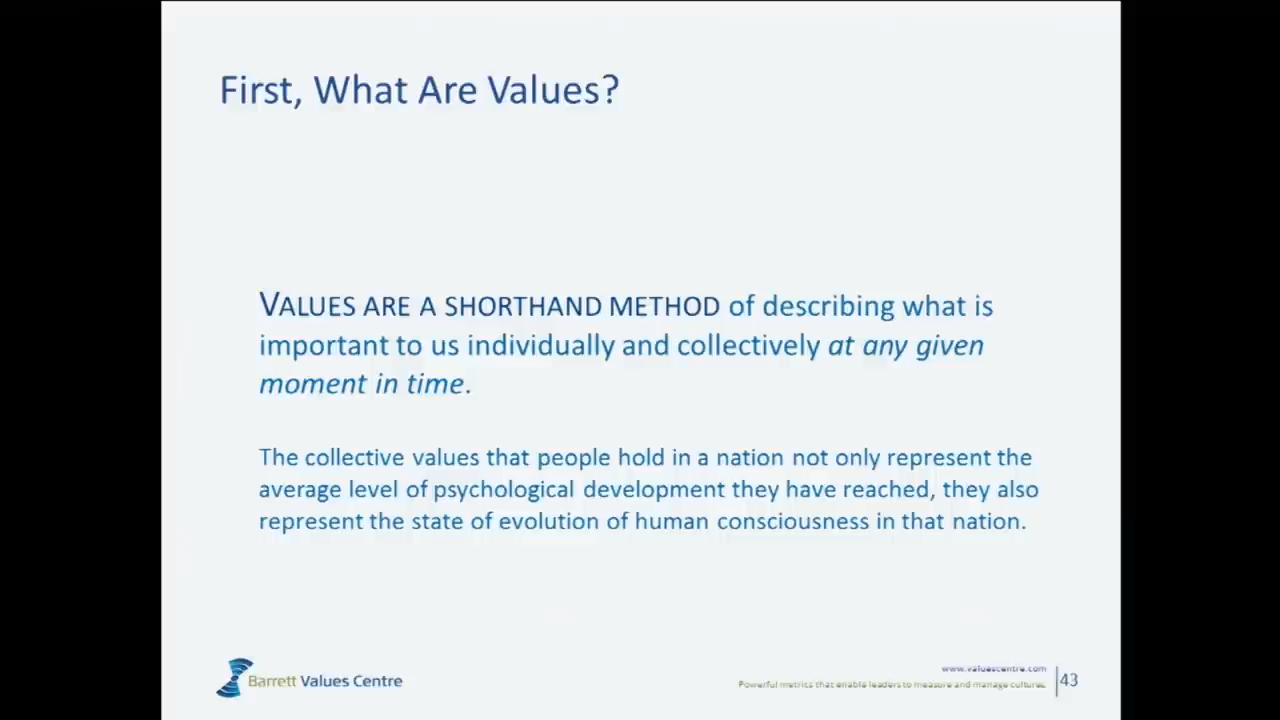 First, What Are Values?
VALUES ARE A SHORTHAND METHOD of describing what is
important to us individually and collectively at any given
moment in time.
The collective values that people hold in a nation not only represent the
average level of psychological development they have reached, they also
represent the state of evolution of human consciousness in that nation.
Barrett Values Centre
www.valuescentre.com
Powerful metrics that enable leaders to measure and manage cultures.
43